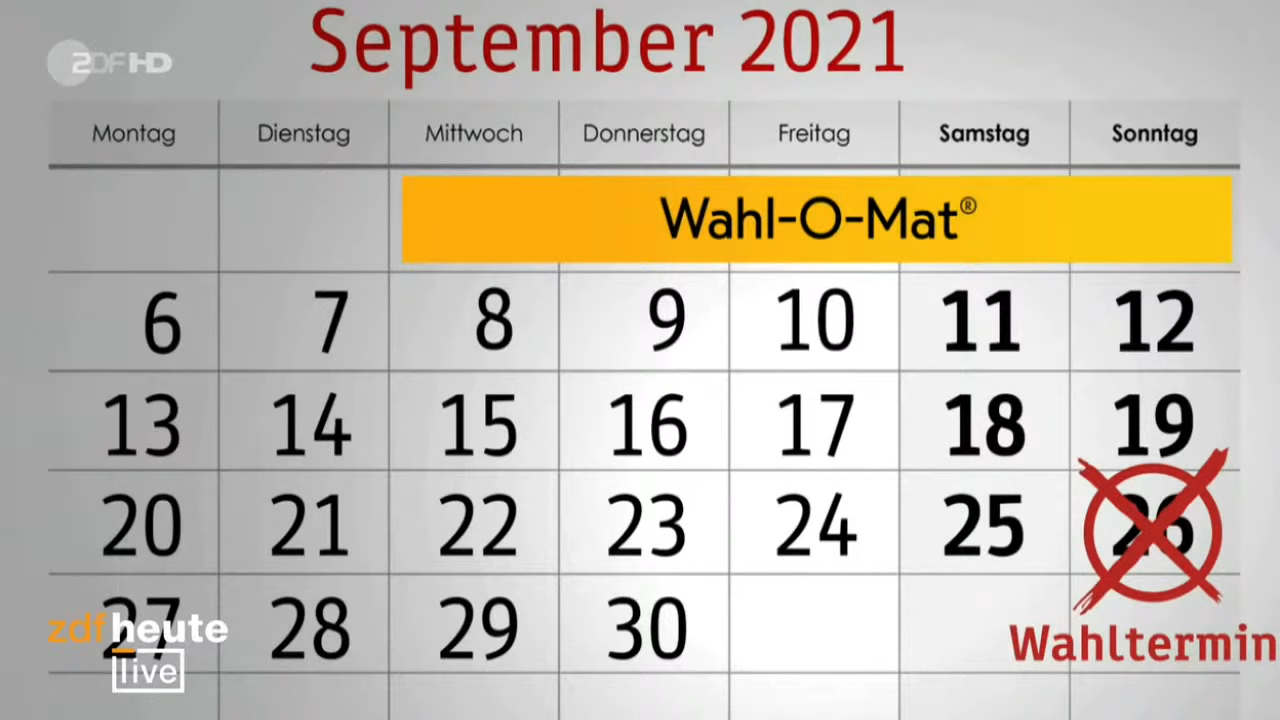 September 2021
ZDFHD
Montag Dienstag Mittwoch Donnerstag Freitag Samstag Sonntag
Wahl-O-Mat®
6 7 8 9 10 11 12
13 14 15 16 17 18 19
20 21 22 23 24 25 26
27 28 29 30
zdfheute
live
Wahltermin